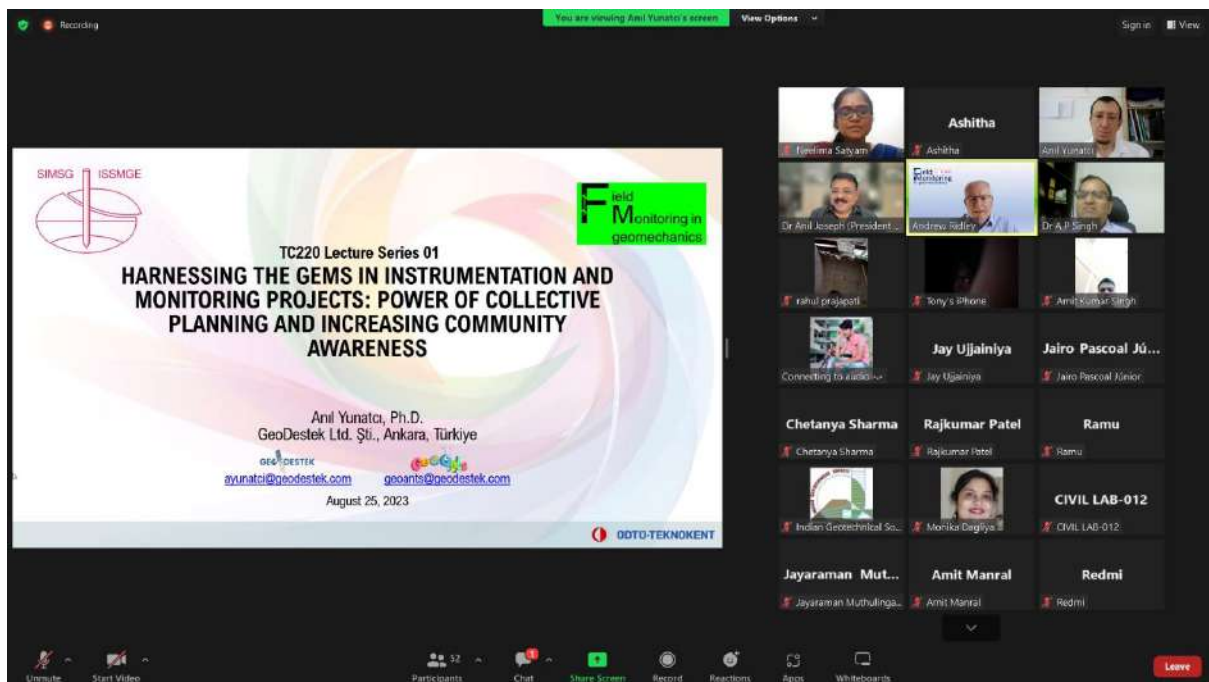 Recording
You are viewing Anil Yunatci's screen
View Options
Sign in
View
SIMSG ISSMGE
Field
Monitoring in
geomechanics
TC220 Lecture Series 01
HARNESSING THE GEMS IN INSTRUMENTATION AND
MONITORING PROJECTS: POWER OF COLLECTIVE
PLANNING AND INCREASING COMMUNITY
AWARENESS
Anıl Yunatcı, Ph.D.
GeoDestek Ltd. Şti., Ankara, Türkiye
GEODESTEK
ayunatci@geodestek.com geoants@geodestek.com
August 25, 2023
ODTÜ-TEKNOKENT
Neelima Satyam
Ashitha
Ashitha
Anil Yunatci
Dr Anil Joseph (President ...
Field
Monitoring
in geomechanics
Andrew Ridley
Dr A P Singh
rahul prajapati
Tony's iPhone
Amit Kumar Singh
Connecting to audio
Jay Ujjainiya
Jay Ujjainiya
Jairo Pascoal Jú...
Jairo Pascoal Júnior
Chetanya Sharma
Chetanya Sharma
Rajkumar Patel
Rajkumar Patel
Ramu
Ramu
Indian Geotechnical So...
Monika Dagliya
CIVIL LAB-012
CIVIL LAB-012
Jayaraman Mut...
Jayaraman Muthulinga...
Amit Manral
Amit Manral
Redmi
Redmi
Unmute
Start Video
52
Participants
1
Chat
Share Screen
Record
Reactions
Apps
Whiteboards
Leave